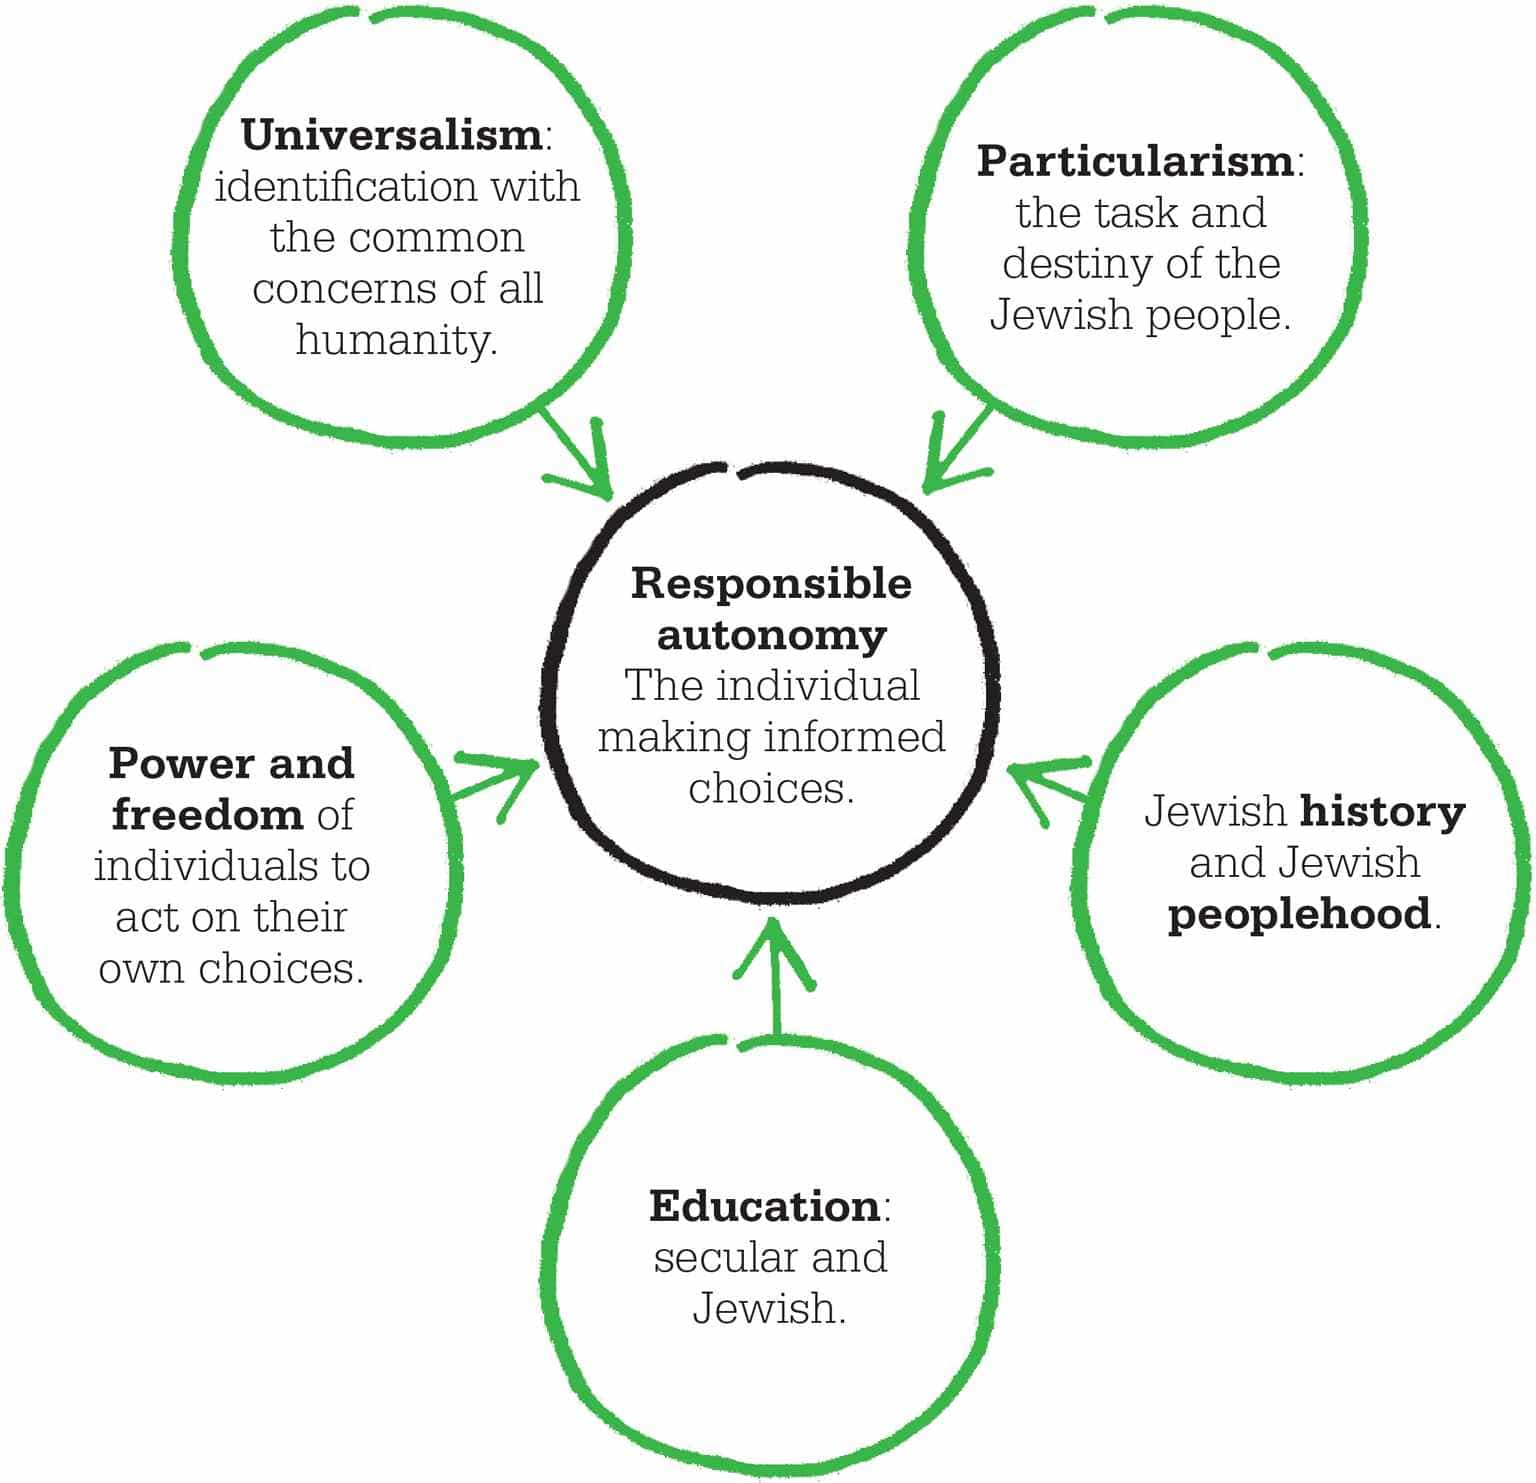 Universalism:
identification with
the common
concerns of all
humanity.
Particularism:
the task and
destiny of the
Jewish people.
Responsible
autonomy
The individual
making informed
choices.
Power and
freedom of
individuals to
act on their
own choices.
Jewish history
and Jewish
peoplehood.
Education:
secular and
Jewish.